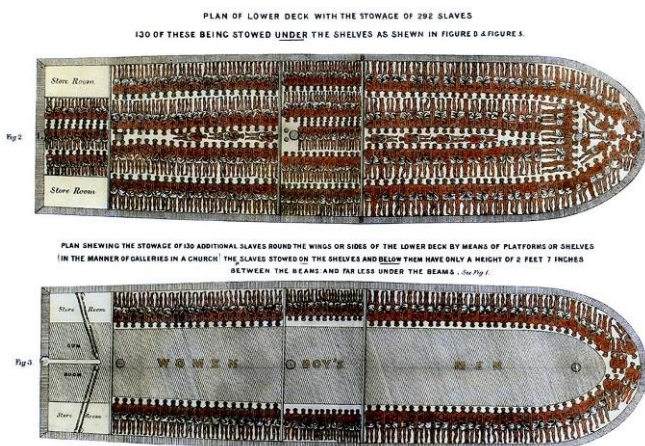 PLAN OF LOWER DECK WITH THE STOWAGE OF 292 SLAVES
130 OF THESE BEING STOWED UNDER THE SHELVES AS SHEWN IN FIGURE D & FIGURE 5.
Store Room
Fig 2
Store Room
PLAN SHEWING THE STOWAGE OF 130 ADDITIONAL SLAVES ROUND THE WINGS OR SIDES OF THE LOWER DECK BY MEANS OF PLATFORMS OR SHELVES
(IN THE MANNER OF GALLERIES IN A CHURCH) THE SLAVES STOWED ON THE SHELVES AND BELOW THEM HAVE ONLY A HEIGHT OF 2 FEET 7 INCHES
BETWEEN THE BEAMS: AND FAR LESS UNDER THE BEAMS. See Fig 1.
Store Room
GUN
Fig 3
WOMEN BOY'S MEN
ROOM
Store Room